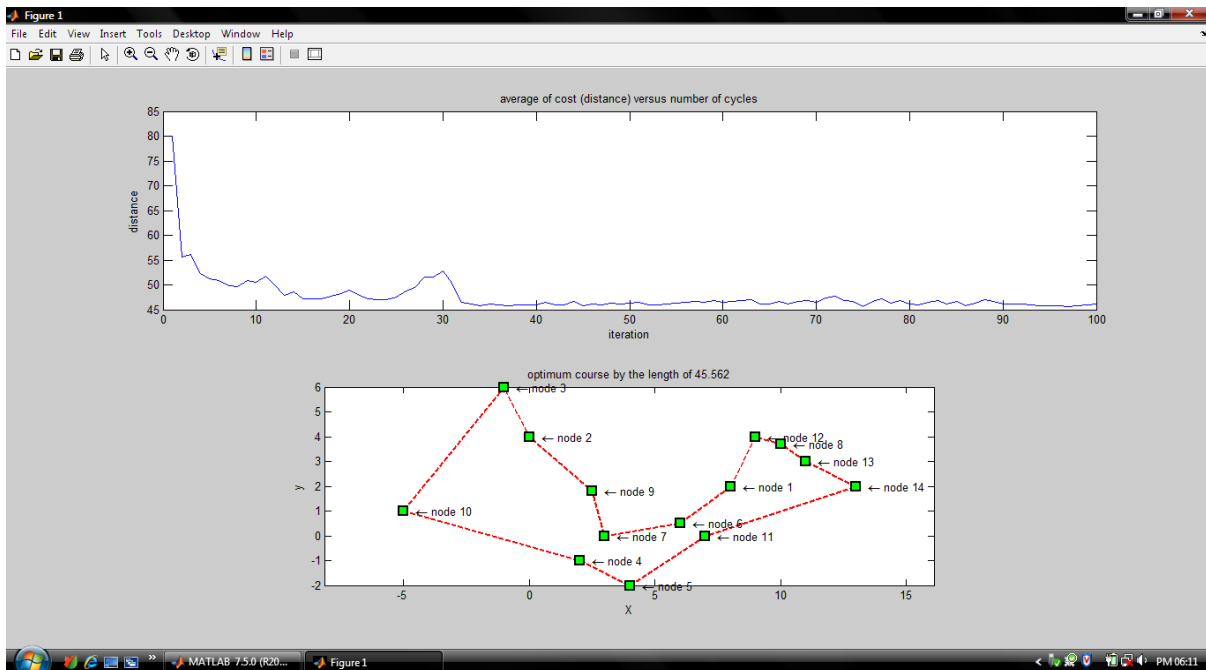 Figure 1
File Edit View Insert Tools Desktop Window Help
average of cost (distance) versus number of cycles
85
80
75
70
65
60
55
50
45
distance
0 10 20 30 40 50 60 70 80 90 100
iteration
optimum course by the length of 45.562
6
5
4
3
2
1
0
-1
-2
y
← node 3
← node 2
← node 12
← node 8
← node 13
← node 9
← node 1
← node 14
← node 10
← node 6
← node 7
← node 11
← node 4
← node 5
-5 0 5 10 15
X
MATLAB 7.5.0 (R20...
Figure 1
PM 06:11